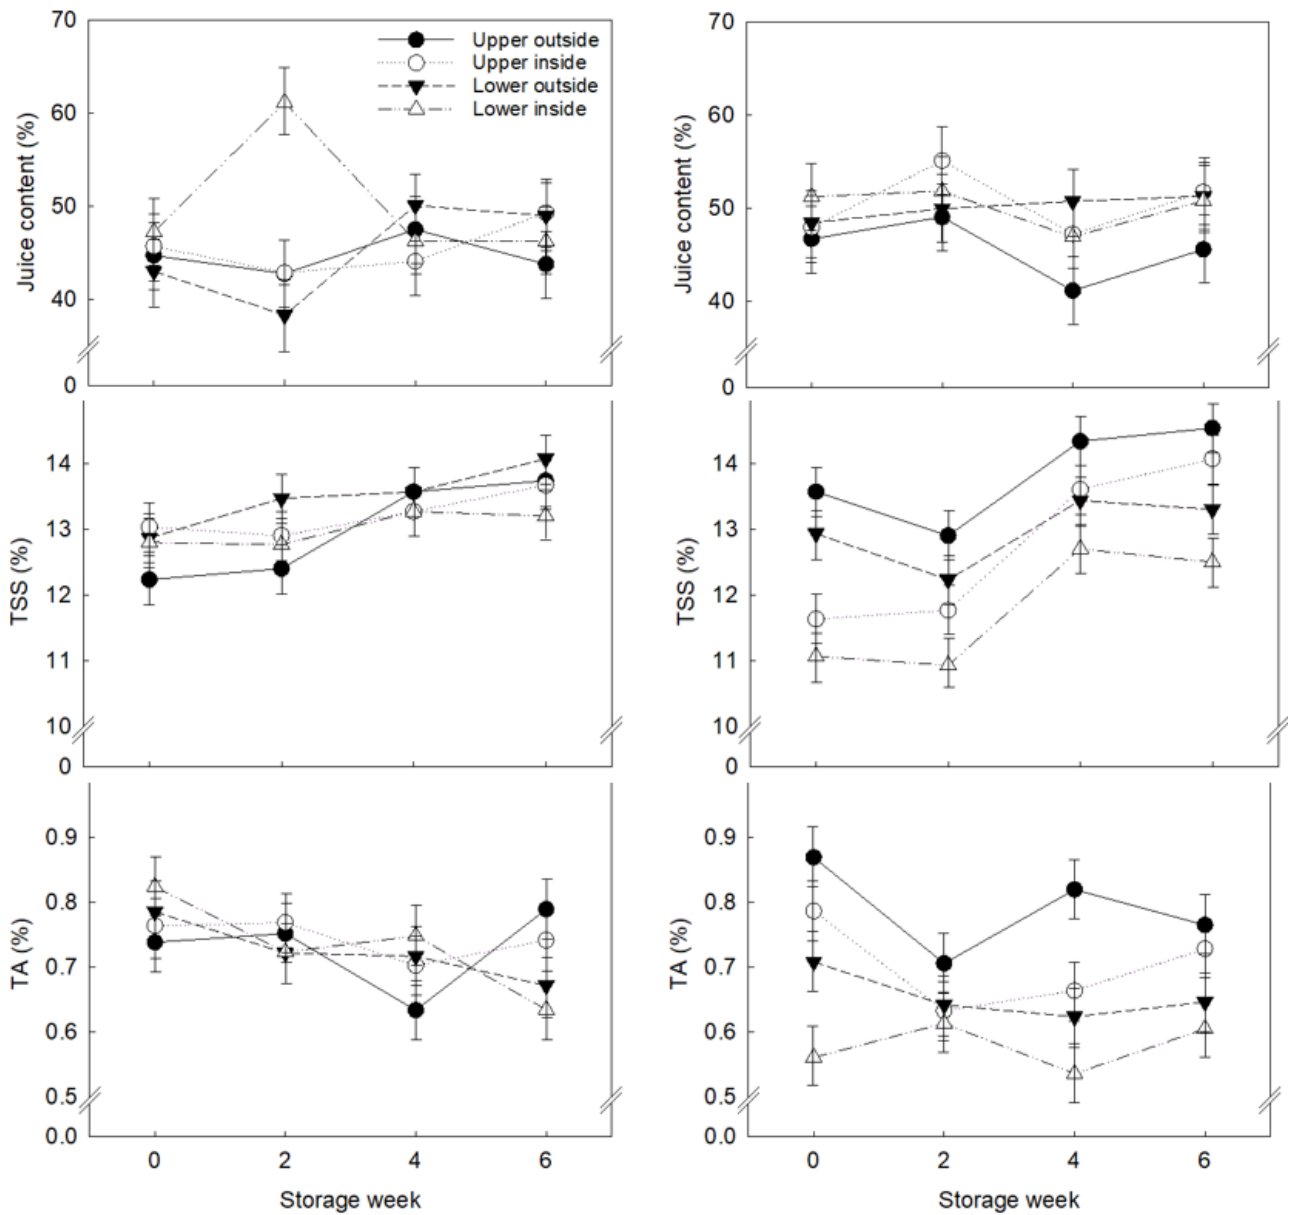 70
60
50
40
0
Juice content (%)
Upper outside
Upper inside
Lower outside
Lower inside
70
60
50
40
0
Juice content (%)
14
13
12
11
10
0
TSS (%)
14
13
12
11
10
0
TSS (%)
0.9
0.8
0.7
0.6
0.5
0.0
TA (%)
0 2 4 6
Storage week
0.9
0.8
0.7
0.6
0.5
0.0
TA (%)
0 2 4 6
Storage week